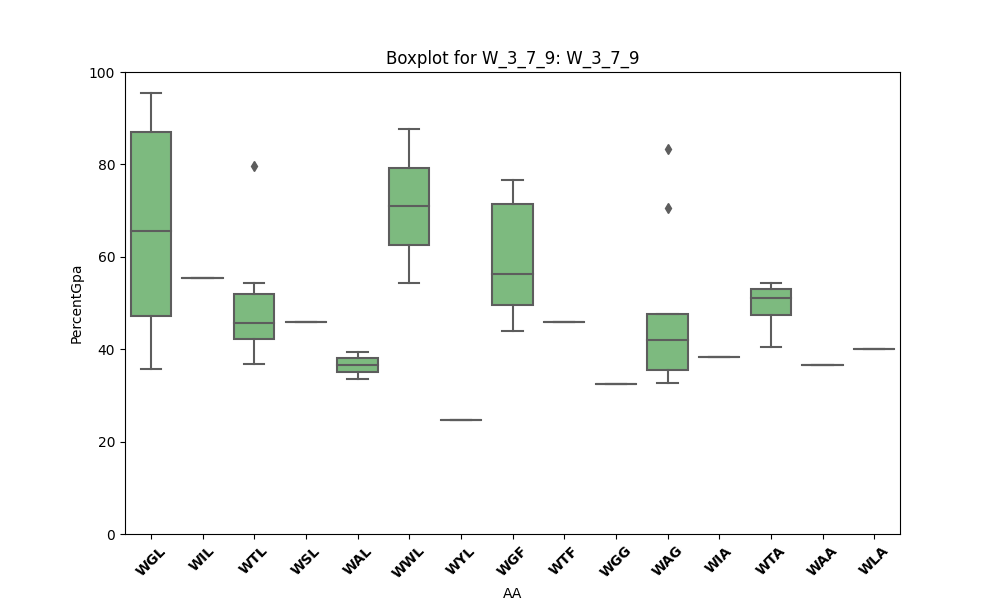 Boxplot for W_3_7_9: W_3_7_9
100
80
60
40
20
0
PercentGpa
WGL WIL WTL WSL WAL WWL WYL WGF WTF WGG WAG WIA WTA WAA WLA
AA